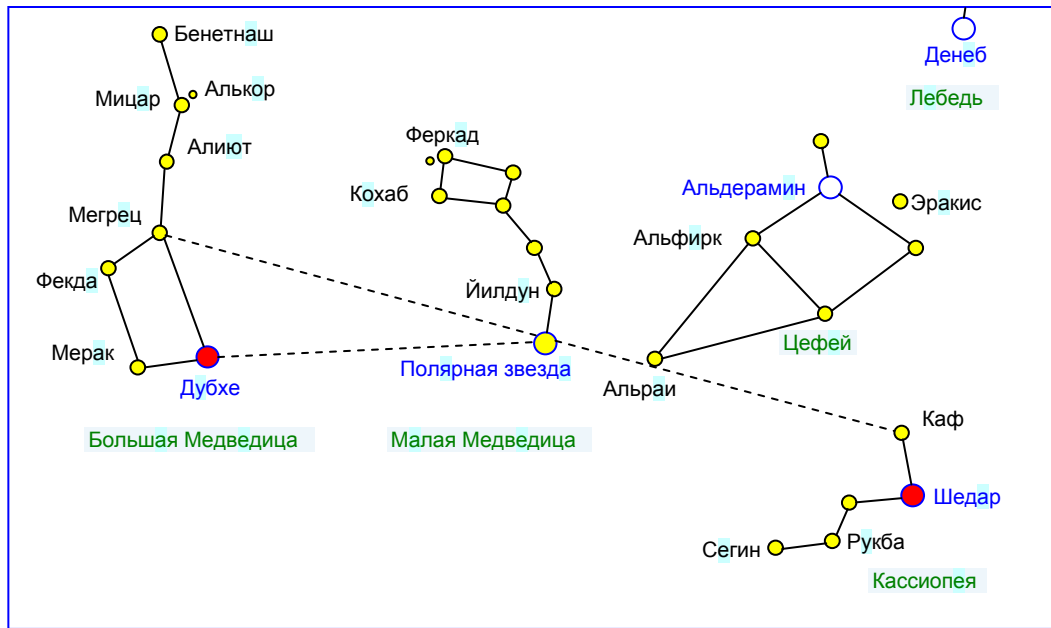 Бенетнаш
Денеб
Алькор
Мицар
Лебедь
Феркад
Алиют
Альдерамин
Кохаб
Эракис
Мегрец
Альфирк
Фекда
Йилдун
Цефей
Мерак
Полярная звезда
Дубхе
Альраи
Каф
Большая Медведица
Малая Медведица
Шедар
Рукба
Сегин
Кассиопея